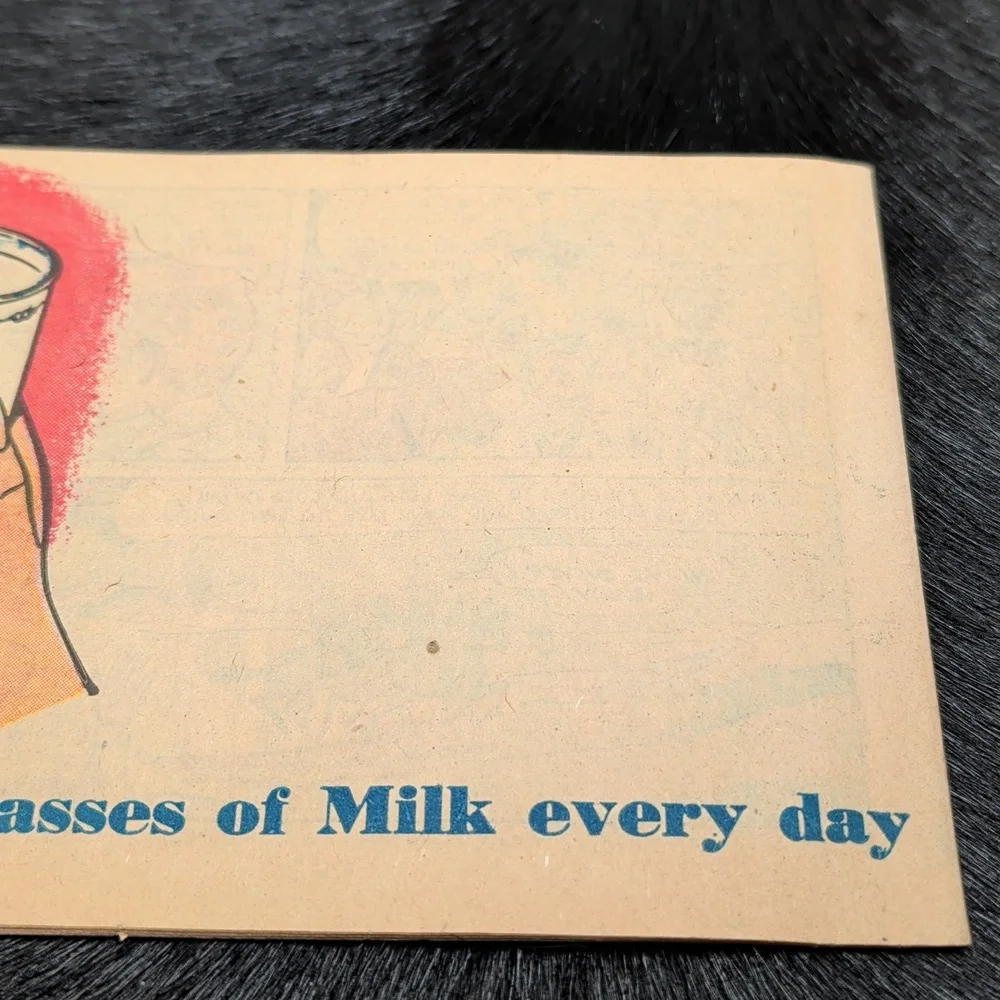 asses of Milk every day